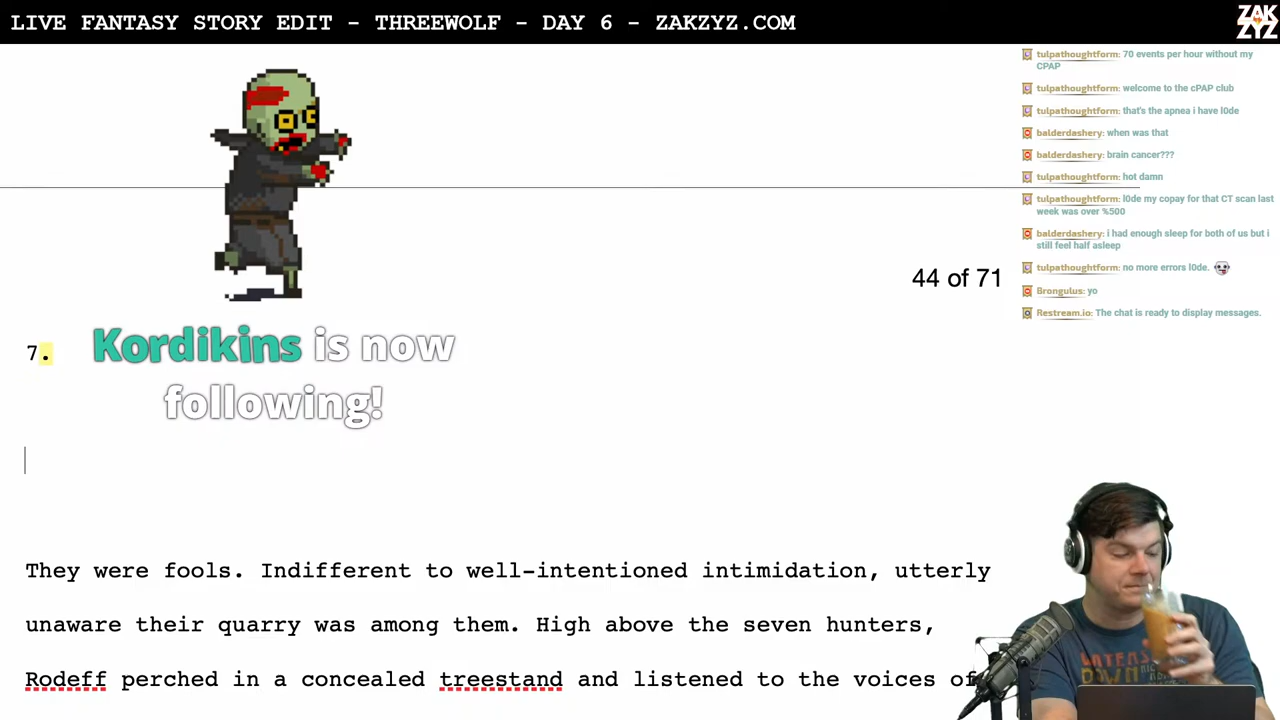 LIVE FANTASY STORY EDIT - THREEWOLF - DAY 6 - ZAKZYZ.COM
ZAK
ZYZ
tulpathoughtform: 70 events per hour without my
CPAP
tulpathoughtform: welcome to the cPAP club
tulpathoughtform: that's the apnea i have l0de
balderdashery: when was that
balderdashery: brain cancer???
tulpathoughtform: hot damn
tulpathoughtform: l0de my copay for that CT scan last
week was over %500
balderdashery: i had enough sleep for both of us but i
still feel half asleep
tulpathoughtform: no more errors l0de.
Brongulus: yo
Restream.io: The chat is ready to display messages.
44 of 71
7.
Kordikins is now
following!
They were fools. Indifferent to well-intentioned intimidation, utterly
unaware their quarry was among them. High above the seven hunters,
Rodeff perched in a concealed treestand and listened to the voices of